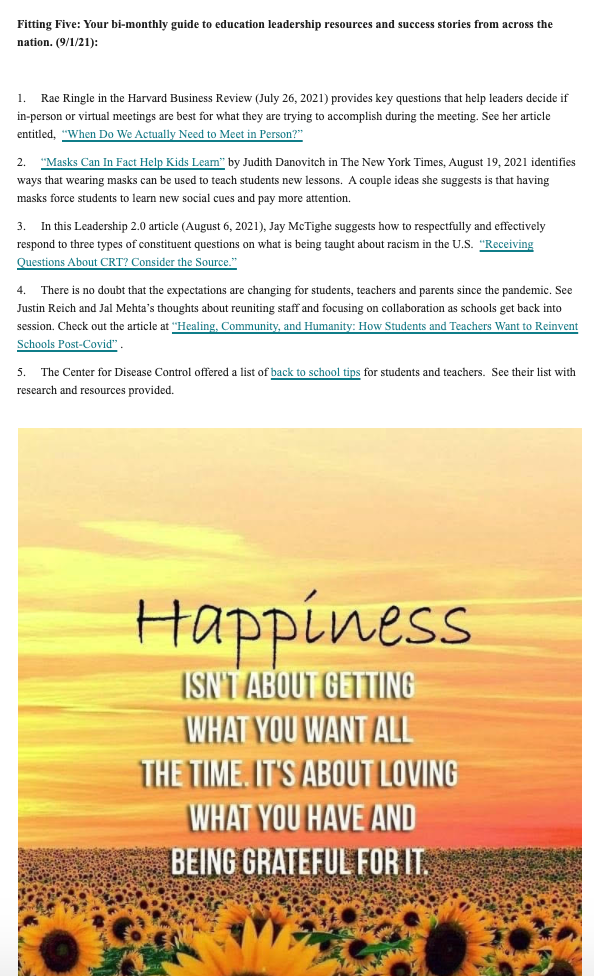 Fitting Five: Your bi-monthly guide to education leadership resources and success stories from across the
nation. (9/1/21):
1. Rae Ringle in the Harvard Business Review (July 26, 2021) provides key questions that help leaders decide if
in-person or virtual meetings are best for what they are trying to accomplish during the meeting. See her article
entitled, “When Do We Actually Need to Meet in Person?”
2. “Masks Can In Fact Help Kids Learn” by Judith Danovitch in The New York Times, August 19, 2021 identifies
ways that wearing masks can be used to teach students new lessons. A couple ideas she suggests is that having
masks force students to learn new social cues and pay more attention.
3. In this Leadership 2.0 article (August 6, 2021), Jay McTighe suggests how to respectfully and effectively
respond to three types of constituent questions on what is being taught about racism in the U.S. “Receiving
Questions About CRT? Consider the Source.”
4. There is no doubt that the expectations are changing for students, teachers and parents since the pandemic. See
Justin Reich and Jal Mehta’s thoughts about reuniting staff and focusing on collaboration as schools get back into
session. Check out the article at “Healing, Community, and Humanity: How Students and Teachers Want to Reinvent
Schools Post-Covid” .
5. The Center for Disease Control offered a list of back to school tips for students and teachers. See their list with
research and resources provided.
Happiness
ISN'T ABOUT GETTING
WHAT YOU WANT ALL
THE TIME. IT'S ABOUT LOVING
WHAT YOU HAVE AND
BEING GRATEFUL FOR IT.